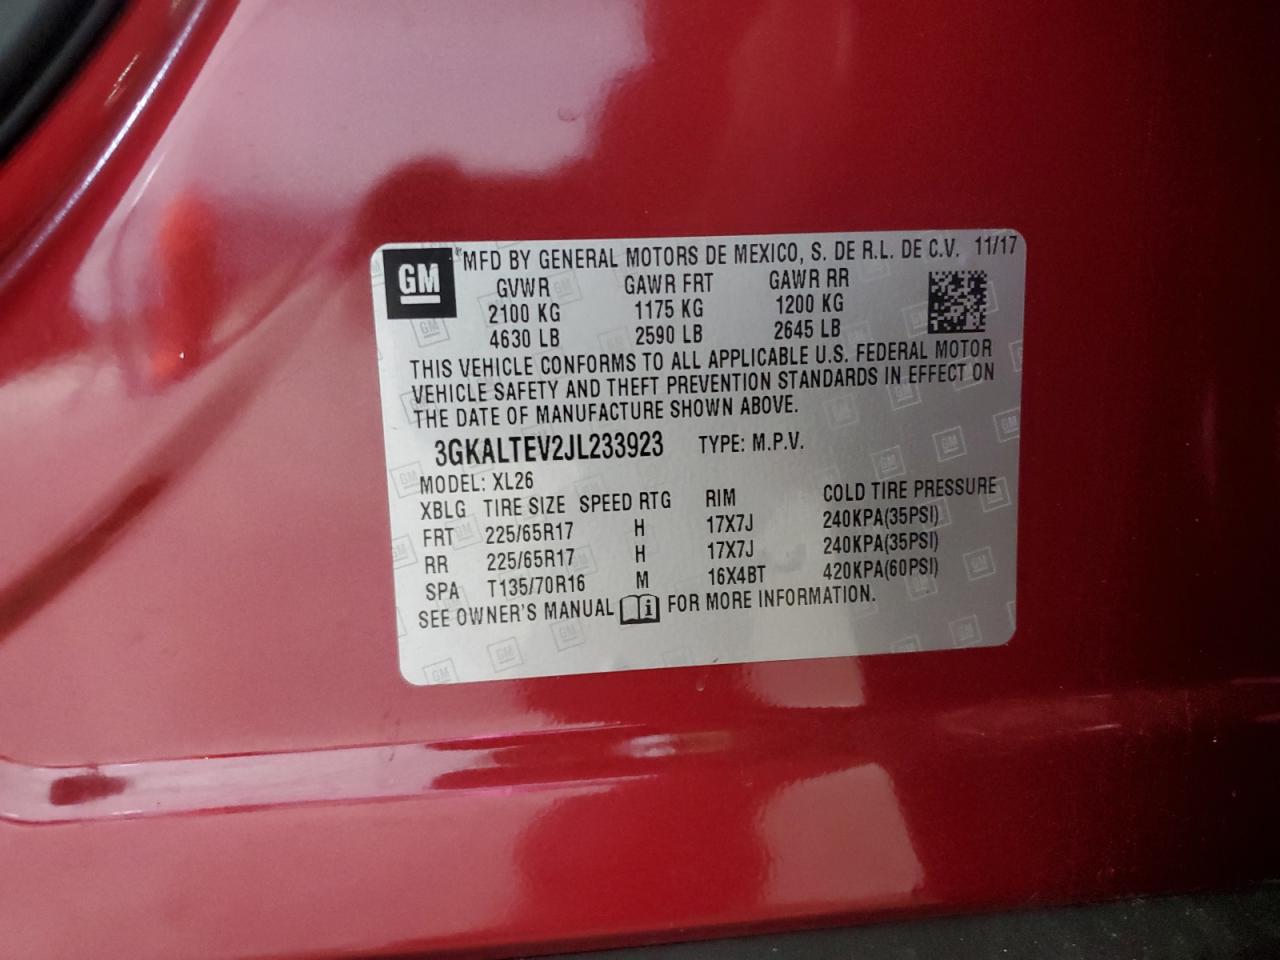 GM MFD BY GENERAL MOTORS DE MEXICO, S. DE R.L. DE C.V. 11/17
GVWR GAWR FRT GAWR RR
2100 KG 1175 KG 1200 KG
4630 LB 2590 LB 2645 LB
THIS VEHICLE CONFORMS TO ALL APPLICABLE U.S. FEDERAL MOTOR
VEHICLE SAFETY AND THEFT PREVENTION STANDARDS IN EFFECT ON
THE DATE OF MANUFACTURE SHOWN ABOVE.
3GKALTEV2JL233923 TYPE: M.P.V.
MODEL: XL26
XBLG TIRE SIZE SPEED RTG RIM COLD TIRE PRESSURE
FRT 225/65R17 H 17X7J 240KPA(35PSI)
RR 225/65R17 H 17X7J 240KPA(35PSI)
SPA T135/70R16 M 16X4BT 420KPA(60PSI)
SEE OWNER'S MANUAL i FOR MORE INFORMATION.